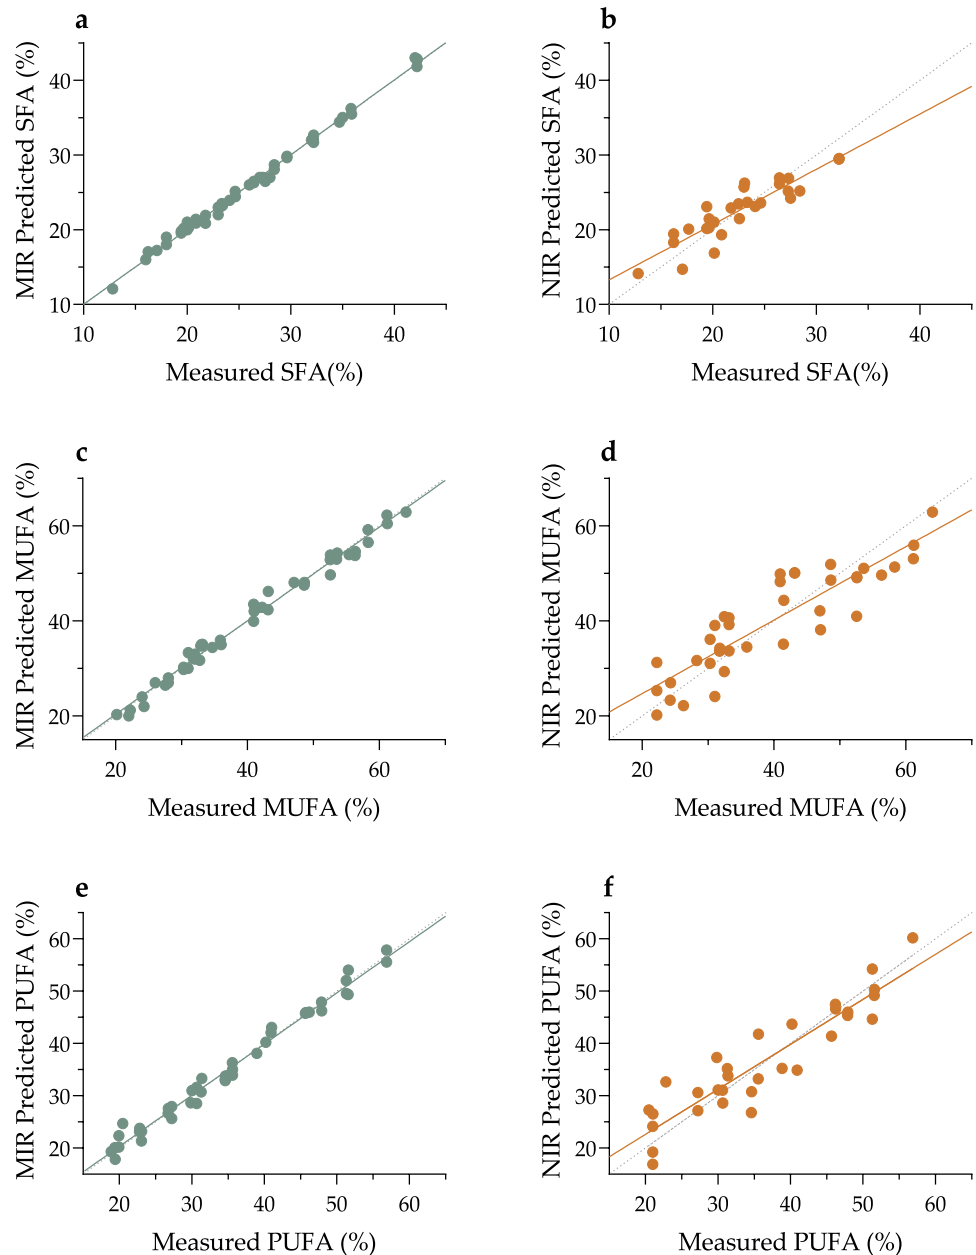 a
MIR Predicted SFA (%)
40
30
20
10
10 20 30 40
Measured SFA(%)
b
NIR Predicted SFA (%)
40
30
20
10
10 20 30 40
Measured SFA(%)
c
MIR Predicted MUFA (%)
60
40
20
20 40 60
Measured MUFA (%)
d
NIR Predicted MUFA (%)
60
40
20
20 40 60
Measured MUFA (%)
e
MIR Predicted PUFA (%)
60
50
40
30
20
20 30 40 50 60
Measured PUFA (%)
f
NIR Predicted PUFA (%)
60
50
40
30
20
20 30 40 50 60
Measured PUFA (%)